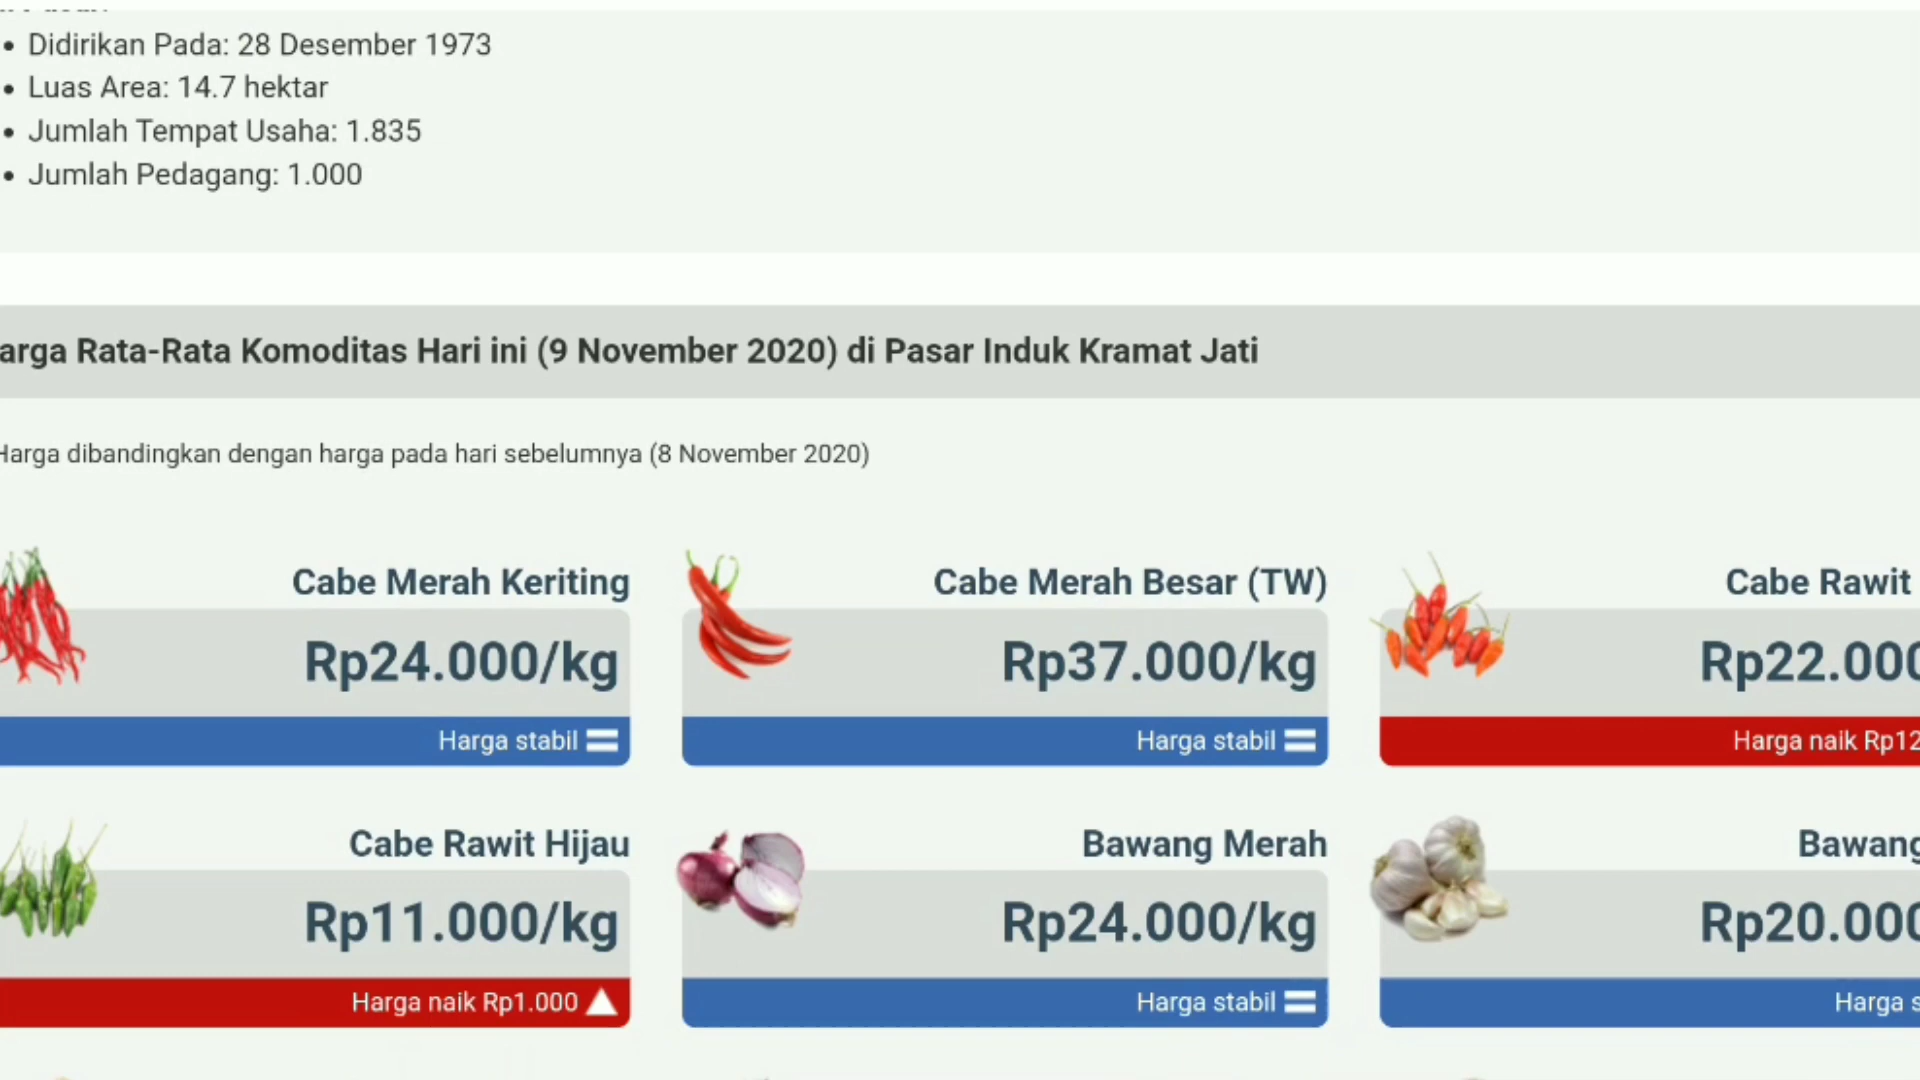 Didirikan Pada: 28 Desember 1973
Luas Area: 14.7 hektar
Jumlah Tempat Usaha: 1.835
Jumlah Pedagang: 1.000
arga Rata-Rata Komoditas Hari ini (9 November 2020) di Pasar Induk Kramat Jati
Harga dibandingkan dengan harga pada hari sebelumnya (8 November 2020)
Cabe Merah Keriting
Rp24.000/kg
Harga stabil
Cabe Merah Besar (TW)
Rp37.000/kg
Harga stabil
Cabe Rawit
Rp22.000
Harga naik Rp12
Cabe Rawit Hijau
Rp11.000/kg
Harga naik Rp1.000
Bawang Merah
Rp24.000/kg
Harga stabil
Bawang
Rp20.000
Harga s